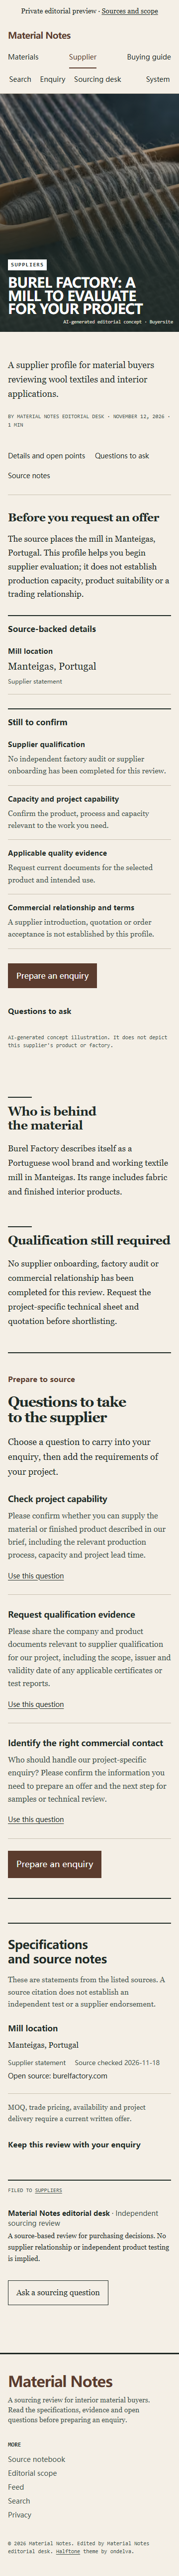 Private editorial preview · Sources and scope
Material Notes
Materials Supplier Buying guide
Search Enquiry Sourcing desk System
SUPPLIERS
BUREL FACTORY: A
MILL TO EVALUATE
FOR YOUR PROJECT
AI-generated editorial concept · Buyersite
A supplier profile for material buyers
reviewing wool textiles and interior
applications.
BY MATERIAL NOTES EDITORIAL DESK · NOVEMBER 12, 2026 ·
1 MIN
Details and open points Questions to ask
Source notes
Before you request an offer
The source places the mill in Manteigas,
Portugal. This profile helps you begin
supplier evaluation; it does not establish
production capacity, product suitability or a
trading relationship.
Source-backed details
Mill location
Manteigas, Portugal
Supplier statement
Still to confirm
Supplier qualification
No independent factory audit or supplier
onboarding has been completed for this review.
Capacity and project capability
Confirm the product, process and capacity
relevant to the work you need.
Applicable quality evidence
Request current documents for the selected
product and intended use.
Commercial relationship and terms
A supplier introduction, quotation or order
acceptance is not established by this profile.
Prepare an enquiry
Questions to ask
AI-generated concept illustration. It does not depict
this supplier's product or factory.
Who is behind
the material
Burel Factory describes itself as a
Portuguese wool brand and working textile
mill in Manteigas. Its range includes fabric
and finished interior products.
Qualification still required
No supplier onboarding, factory audit or
commercial relationship has been
completed for this review. Request the
project-specific technical sheet and
quotation before shortlisting.
Prepare to source
Questions to take
to the supplier
Choose a question to carry into your
enquiry, then add the requirements of
your project.
Check project capability
Please confirm whether you can supply the
material or finished product described in our
brief, including the relevant production
process, capacity and project lead time.
Use this question
Request qualification evidence
Please share the company and product
documents relevant to supplier qualification
for our project, including the scope, issuer and
validity date of any applicable certificates or
test reports.
Use this question
Identify the right commercial contact
Who should handle our project-specific
enquiry? Please confirm the information you
need to prepare an offer and the next step for
samples or technical review.
Use this question
Prepare an enquiry
Specifications
and source notes
These are statements from the listed sources. A
source citation does not establish an
independent test or a supplier endorsement.
Mill location
Manteigas, Portugal
Supplier statement Source checked 2026-11-18
Open source: burelfactory.com
MOQ, trade pricing, availability and project
delivery require a current written offer.
Keep this review with your enquiry
FILED TO SUPPLIERS
Material Notes editorial desk · Independent
sourcing review
A source-based review for purchasing decisions. No
supplier relationship or independent product testing
is implied.
Ask a sourcing question
Material Notes
A sourcing review for interior material buyers.
Read the specifications, evidence and open
questions before preparing an enquiry.
MORE
Source notebook
Editorial scope
Feed
Search
Privacy
© 2026 Material Notes. Edited by Material Notes
editorial desk. Halftone theme by ondelva.